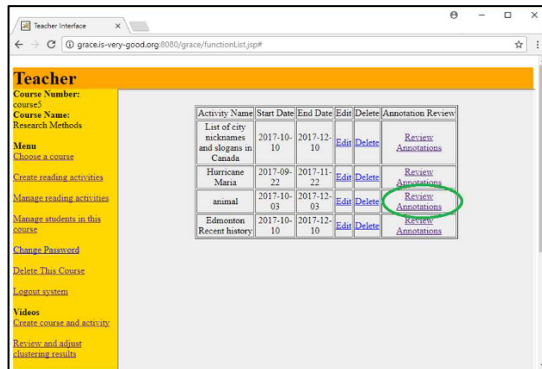 Teacher Interface
grace.is-very-good.org:8080/grace/functionList.jsp#
Teacher
Course Number:
course5
Course Name:
Research Methods
Menu
Choose a course
Create reading activities
Manage reading activities
Manage students in this
course
Change Password
Delete This Course
Logout system
Videos
Create course and activity
Review and adjust
clustering results
Activity Name Start Date End Date Edit Delete Annotation Review
List of city
nicknames
and slogans in
Canada
2017-10-
10
2017-12-
10
Edit Delete
Review
Annotations
Hurricane
Maria
2017-09-
22
2017-11-
22
Edit Delete
Review
Annotations
animal
2017-10-
03
2017-12-
03
Edit Delete
Review
Annotations
Edmonton
Recent history
2017-10-
10
2017-12-
10
Edit Delete
Review
Annotations